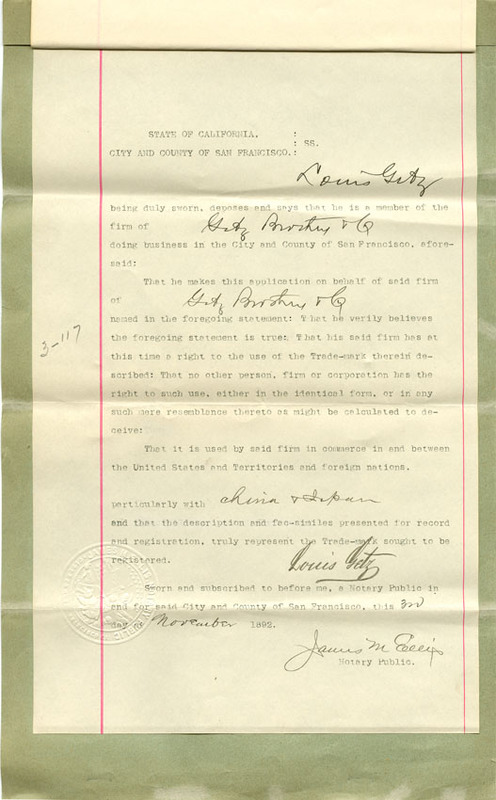 STATE OF CALIFORNIA. :
: SS.
CITY AND COUNTY OF SAN FRANCISCO. :
Louis Getz
being duly sworn, deposes and says that he is a member of the
firm of Getz Brothers & Co
doing business in the City and County of San Francisco, afore-
said:
That he makes this application on behalf of said firm
of Getz Brothers & Co
named in the foregoing statement: That he verily believes
the foregoing statement is true: That his said firm has at
3-117
this time a right to the use of the Trade-mark therein de-
scribed: That no other person, firm or corporation has the
right to such use, either in the identical form, or in any
such nere resemblance thereto as might be calculated to de-
ceive:
That it is used by said firm in commerce in and between
the United States and Territories and foreign nations.
particularly with China & Japan
and that the description and fac-similes presented for record
and registration, truly represent the Trade-mark sought to be
registered.
Louis Getz
Sworn and subscribed to before me, a Notary Public in
and for said City and County of San Francisco, this 3rd
day of November 1892.
James M Ellis
Notary Public.